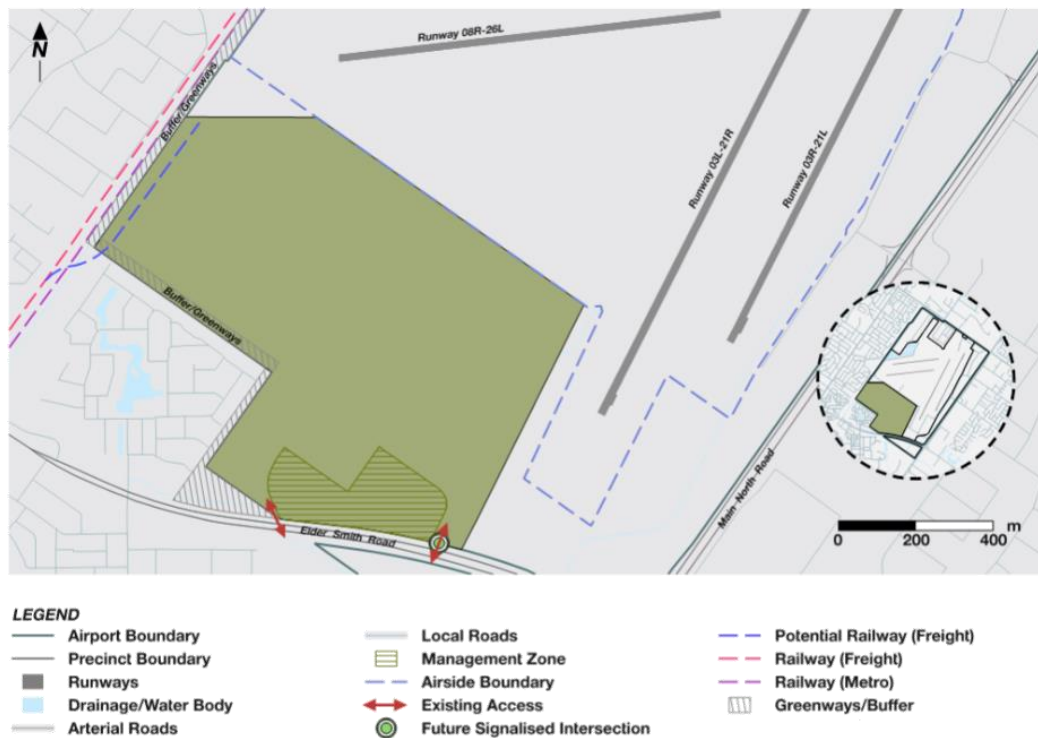 N
Buffer/Greenways
Runway 08R-26L
Runway 03L-21R
Runway 03R-21L
Buffer/Greenways
Main North Road
Elder Smith Road
m
0 200 400
LEGEND
Airport Boundary
Precinct Boundary
Runways
Drainage/Water Body
Arterial Roads
Local Roads
Management Zone
Airside Boundary
Existing Access
Future Signalised Intersection
Potential Railway (Freight)
Railway (Freight)
Railway (Metro)
Greenways/Buffer